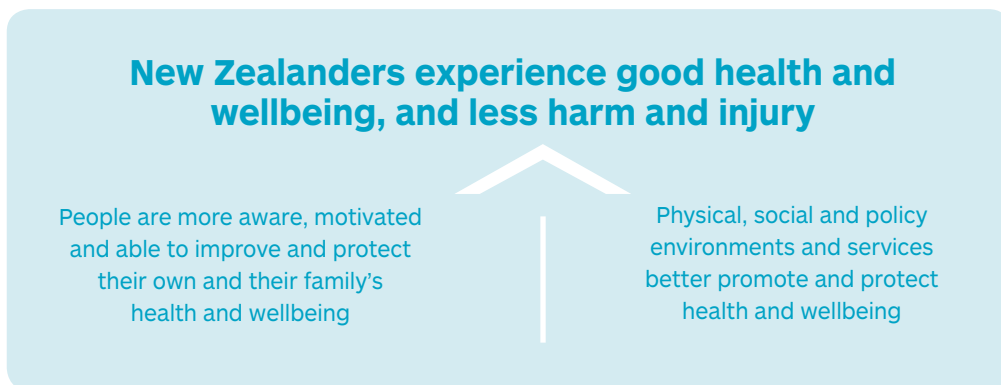 New Zealanders experience good health and
wellbeing, and less harm and injury
People are more aware, motivated
and able to improve and protect
their own and their family’s
health and wellbeing
Physical, social and policy
environments and services
better promote and protect
health and wellbeing